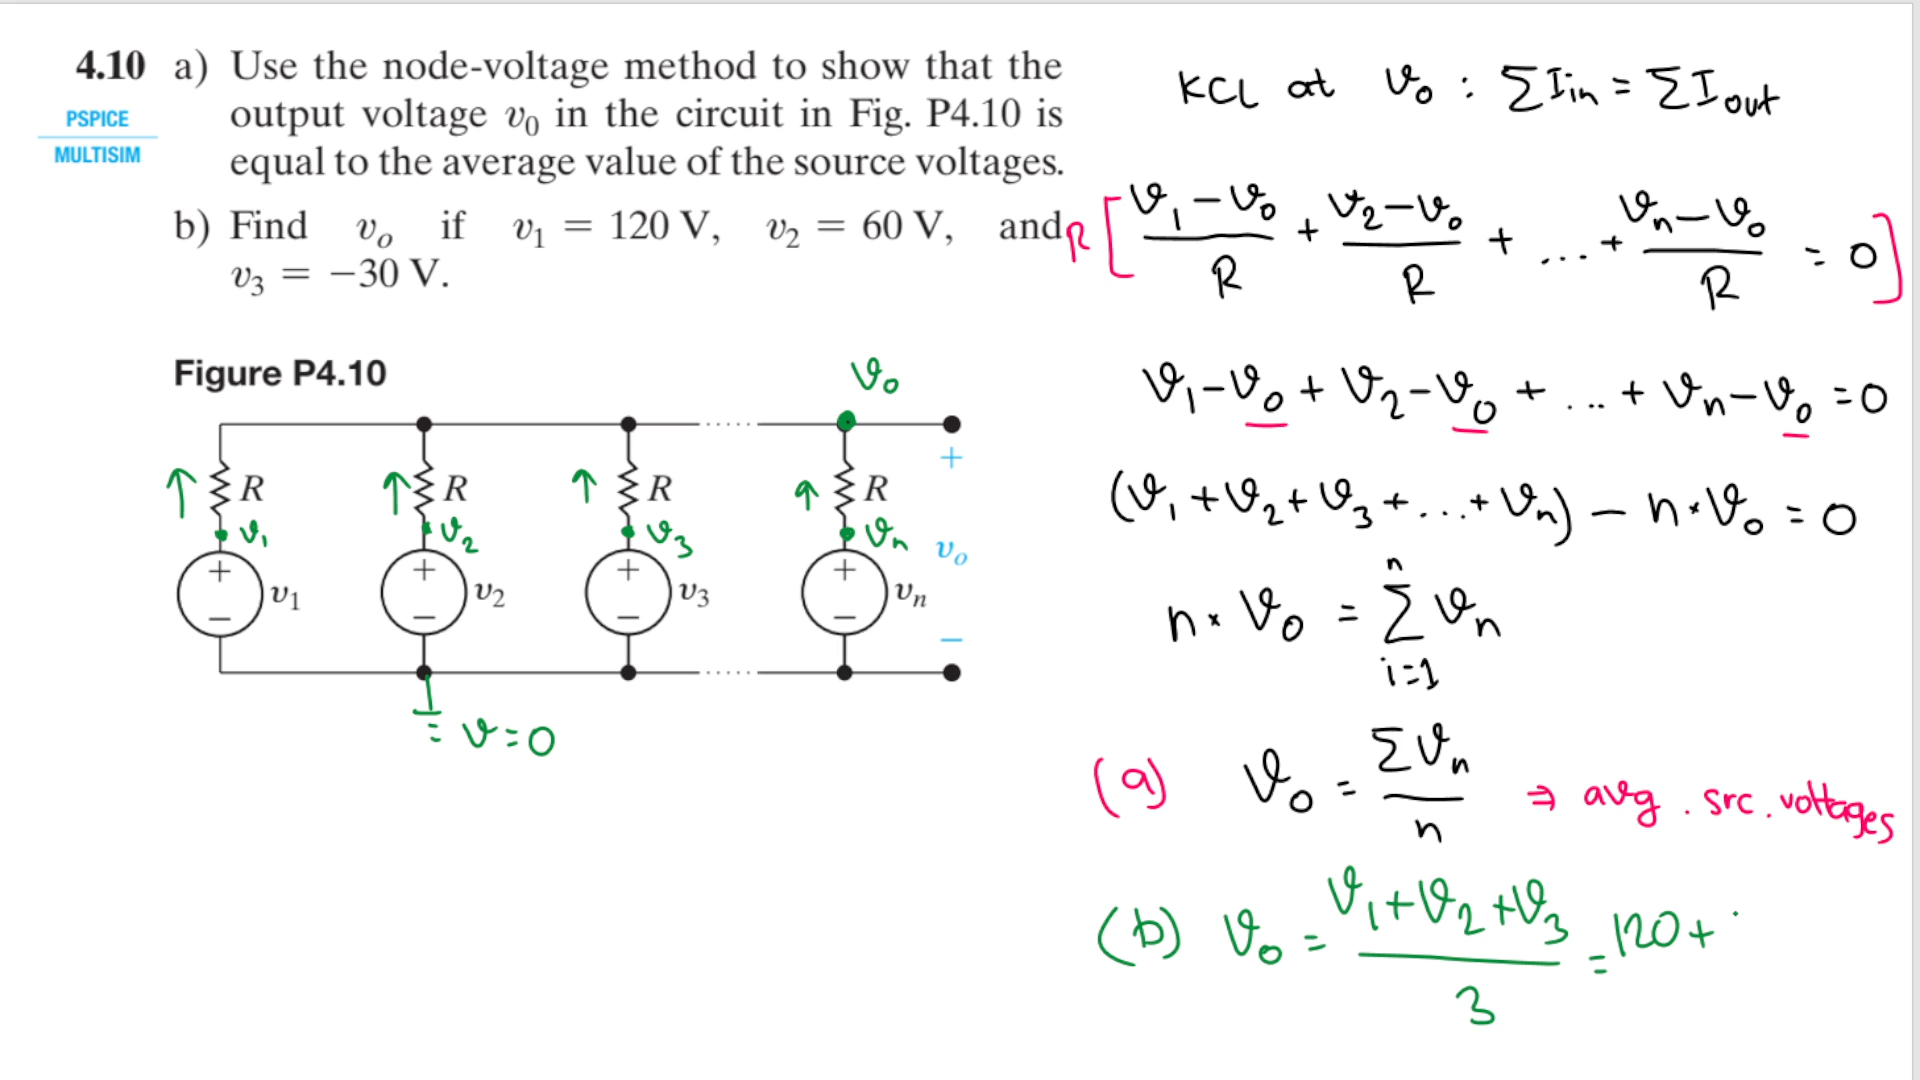 4.10 a) Use the node-voltage method to show that the
PSPICE
MULTISIM
output voltage v0 in the circuit in Fig. P4.10 is
equal to the average value of the source voltages.
b) Find vo if v1 = 120 V, v2 = 60 V, and
v3 = −30 V.
Figure P4.10
vo
R R R R
+
v1 v2 v3 vn
vo
+ + + +
v1 v2 v3 vn
− − − −
−
v=0
KCL at vo : ΣIin = ΣIout
R[ (v1−vo)/R + (v2−vo)/R + ... + (vn−vo)/R = 0 ]
v1−vo + v2−vo + ... + vn−vo = 0
(v1+v2+v3+...+vn) − n*vo = 0
n * vo = Σ vn
n
i=1
(a) vo = Σvn/n ⇒ avg. src. voltages
(b) vo = (v1+v2+v3)/3 = 120+